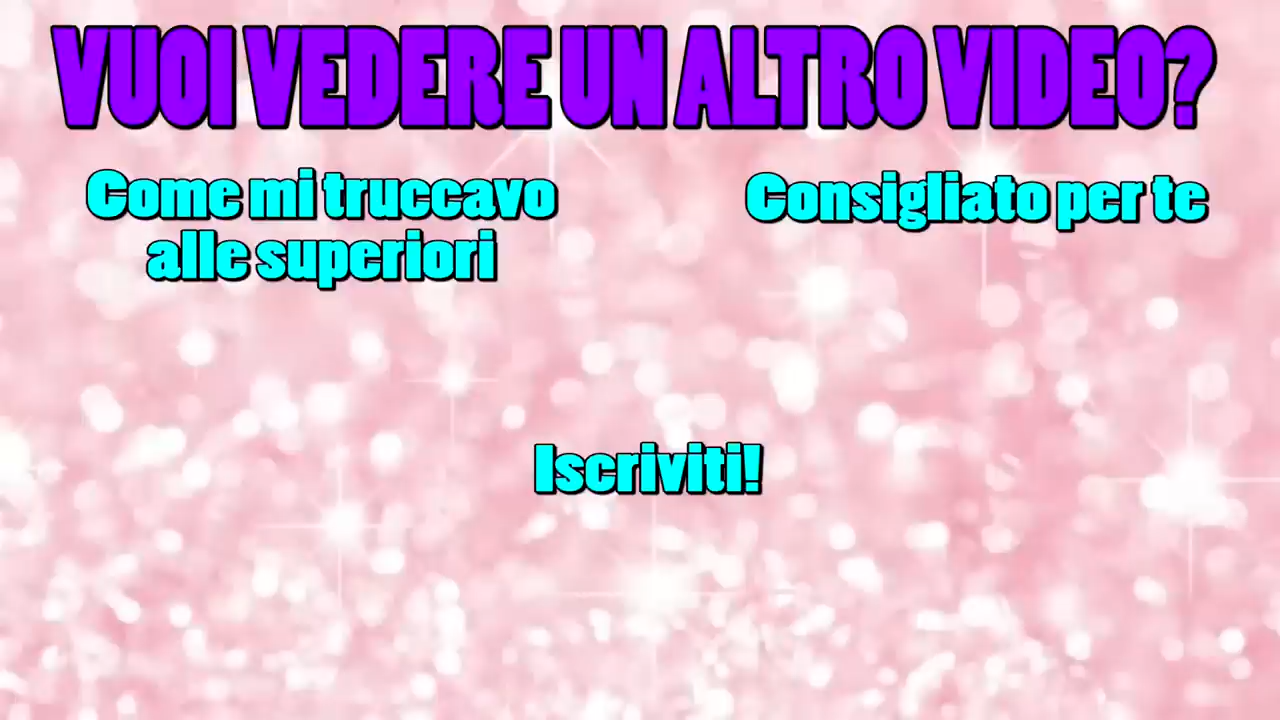 VUOI VEDERE UN ALTRO VIDEO?
Come mi truccavo
alle superiori
Consigliato per te
Iscriviti!